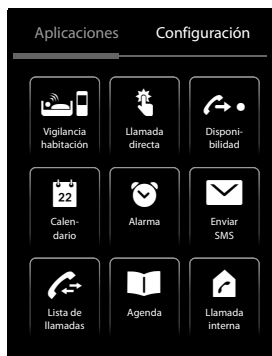 Aplicaciones Configuración
Vigilancia
habitación
Llamada
directa
Disponi-
bilidad
22
Calen-
dario
Alarma
Enviar
SMS
Lista de
llamadas
Agenda
Llamada
interna